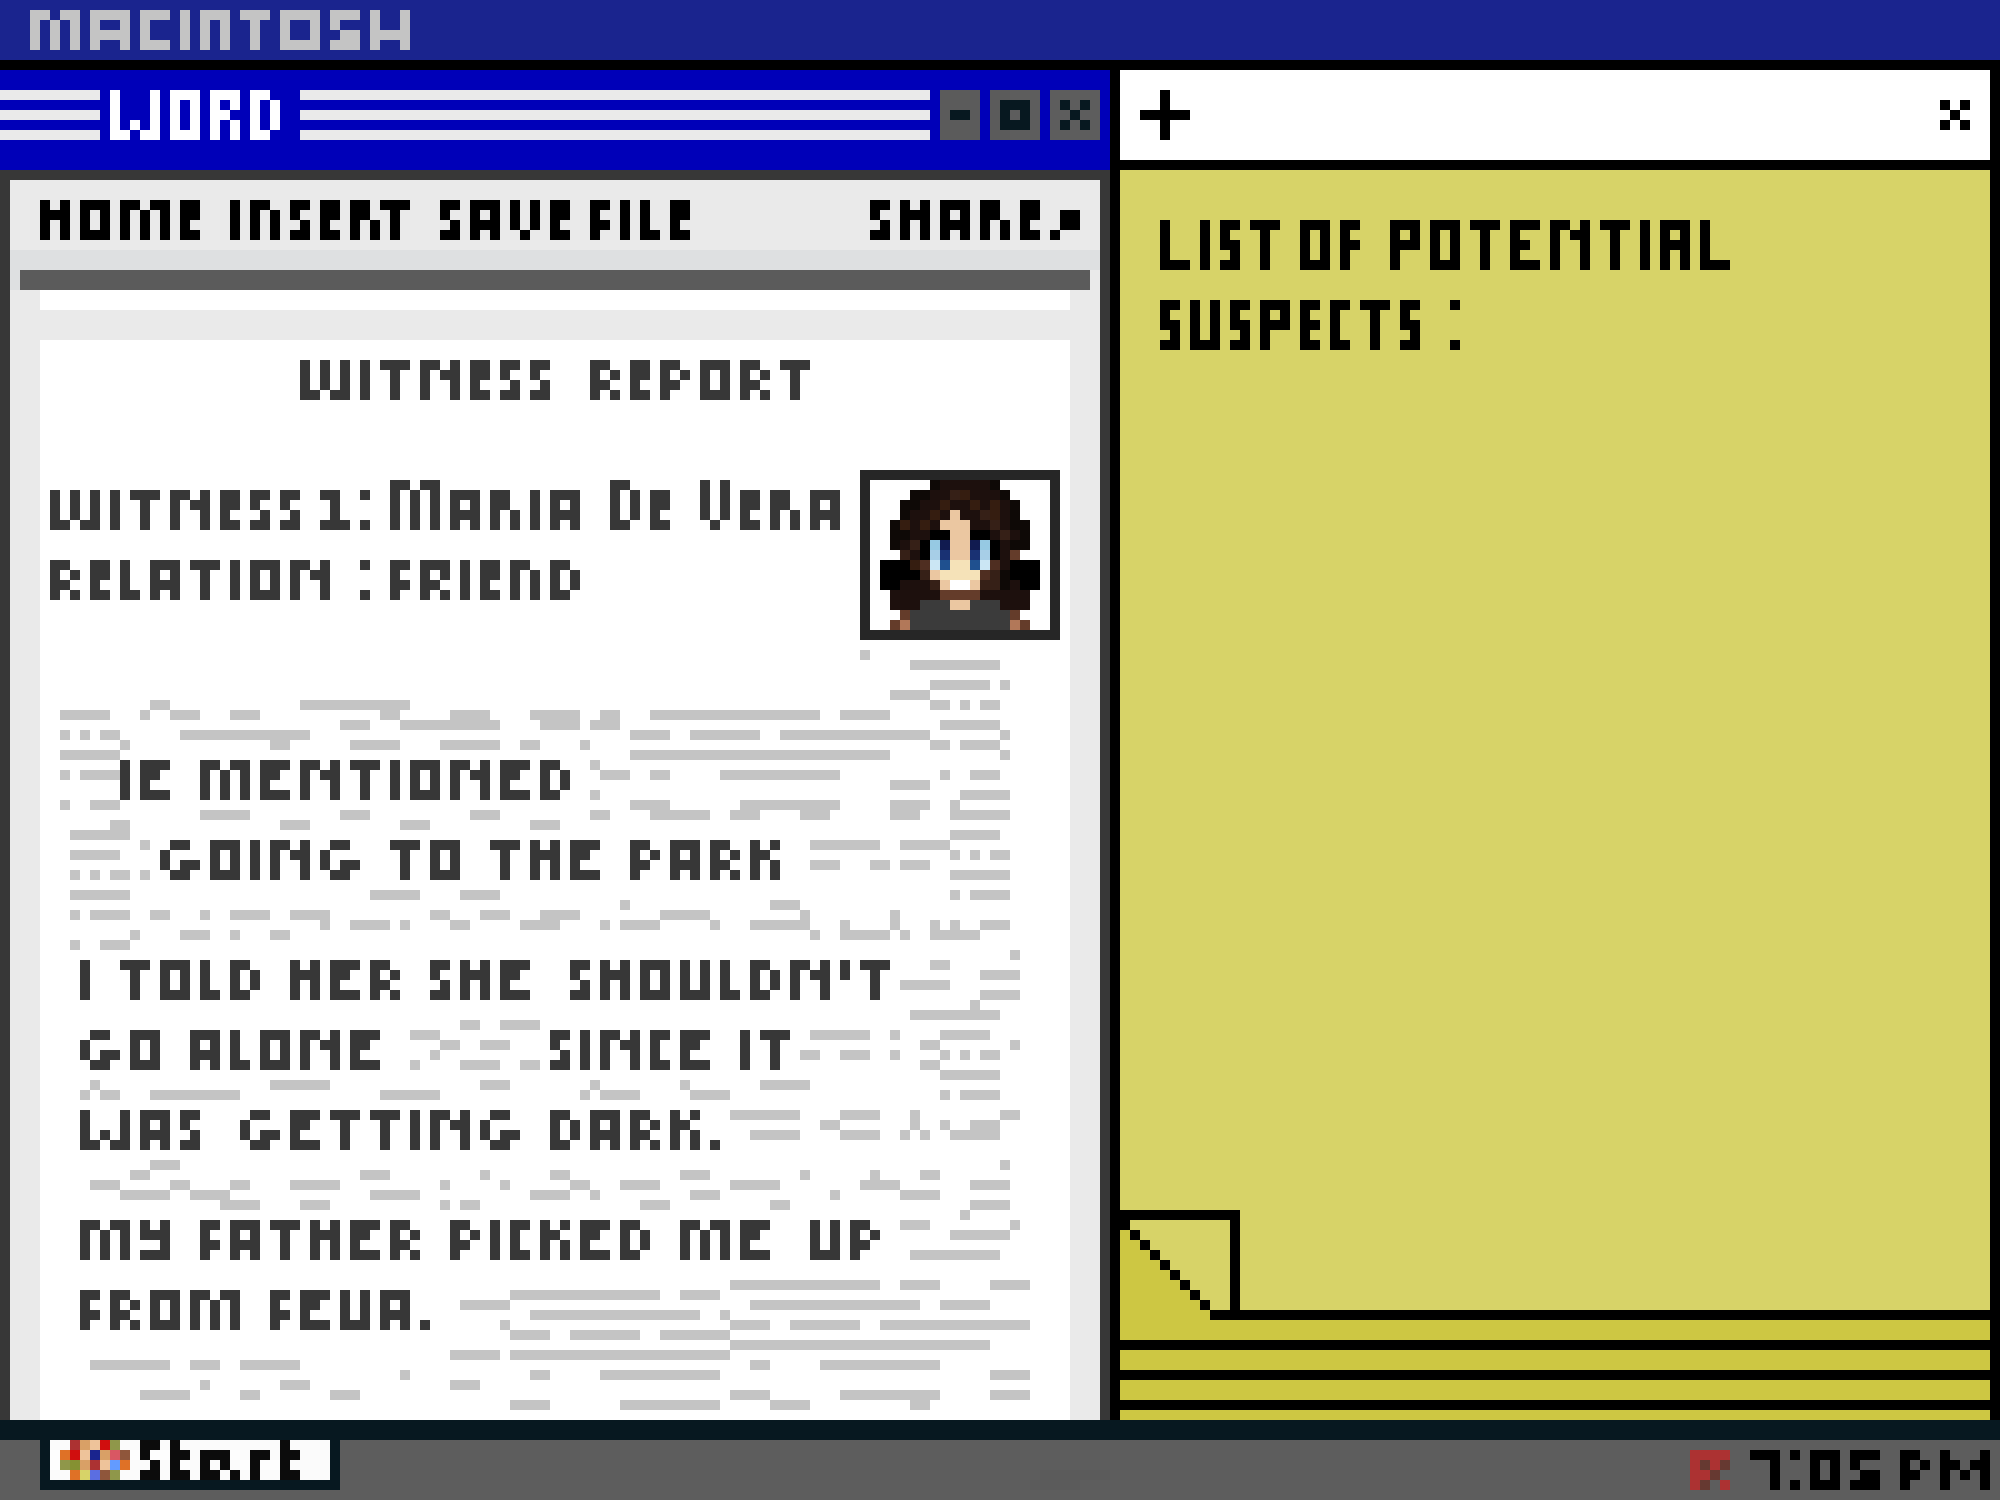 MACINTOSH
WORD
HOME INSERT SAVE FILE SHARE
WITNESS REPORT
WITNESS 1: MARIA DE VERA
RELATION : FRIEND
IE MENTIONED
GOING TO THE PARK
I TOLD HER SHE SHOULDN'T
GO ALONE SINCE IT
WAS GETTING DARK.
MY FATHER PICKED ME UP
FROM FEUA.
LIST OF POTENTIAL
SUSPECTS :
Start
7:05 PM